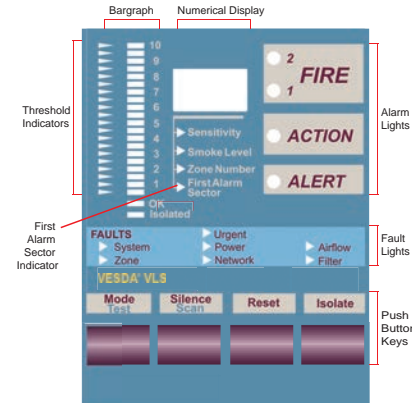 Bargraph
Numerical Display
Threshold
Indicators
10
9
8
7
6
5
4
3
2
1
OK
Isolated
Sensitivity
Smoke Level
Zone Number
First Alarm
Sector
2
FIRE
1
ACTION
ALERT
Alarm
Lights
First
Alarm
Sector
Indicator
FAULTS
System
Zone
Urgent
Power
Network
Airflow
Filter
Fault
Lights
VESDA' VLS
Mode
Test
Silence
Scan
Reset
Isolate
Push
Button
Keys